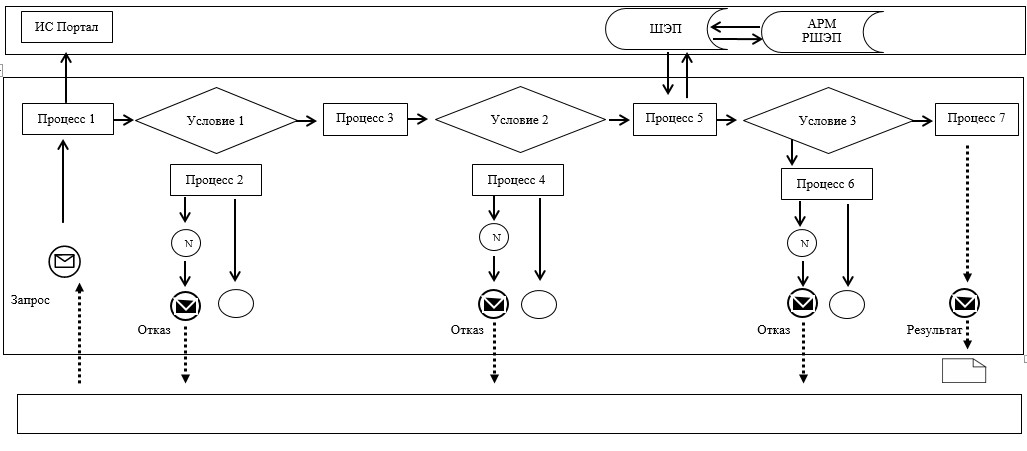 ИС Портал
ШЭП
АРМ
РШЭП
Процесс 1
Условие 1
Процесс 3
Условие 2
Процесс 5
Условие 3
Процесс 7
Процесс 2
Процесс 4
Процесс 6
N
N
N
Запрос
Отказ
Отказ
Отказ
Результат